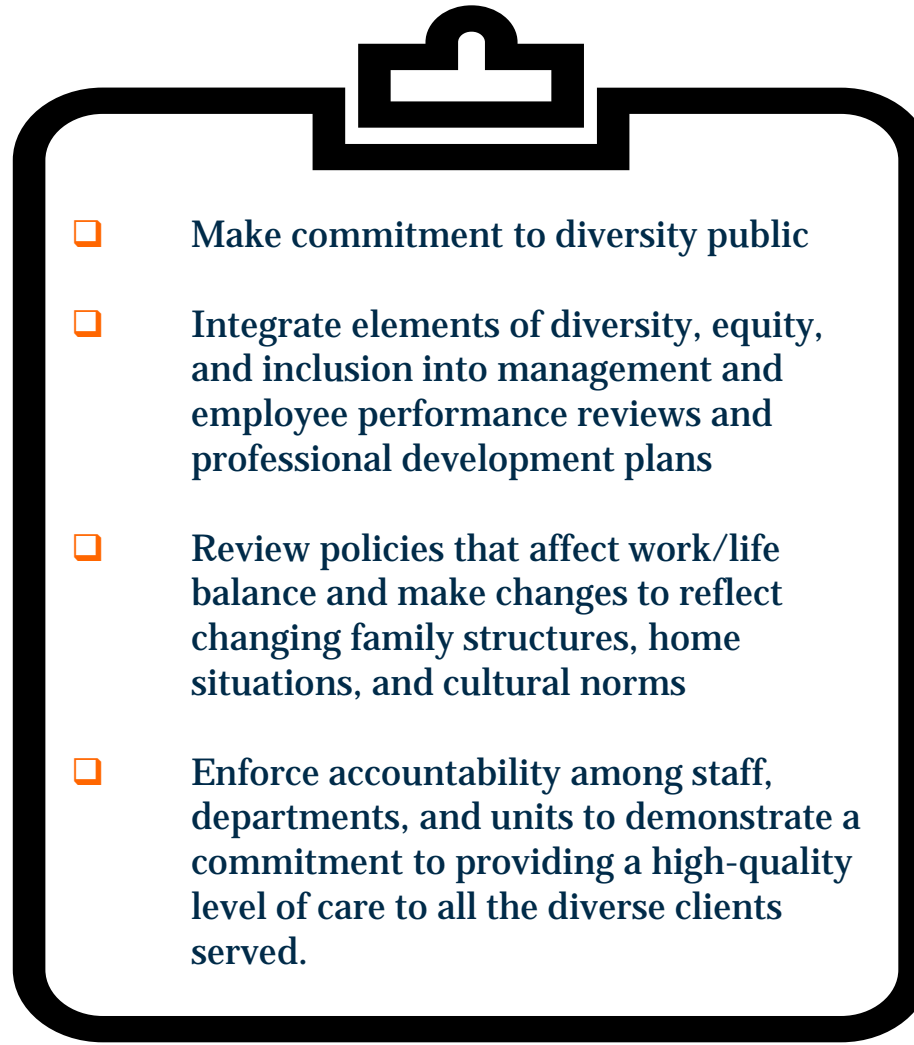 ❑ Make commitment to diversity public
❑ Integrate elements of diversity, equity,
and inclusion into management and
employee performance reviews and
professional development plans
❑ Review policies that affect work/life
balance and make changes to reflect
changing family structures, home
situations, and cultural norms
❑ Enforce accountability among staff,
departments, and units to demonstrate a
commitment to providing a high-quality
level of care to all the diverse clients
served.